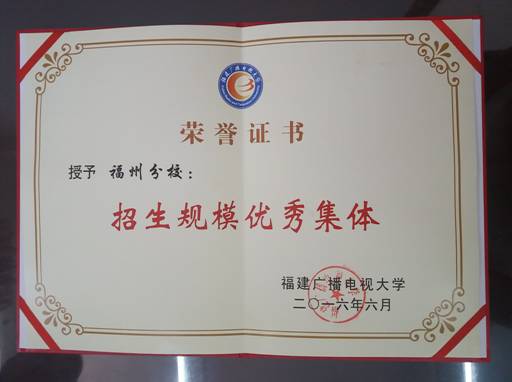 荣誉证书
授予 福州分校：
招生规模优秀集体
福建广播电视大学
二〇一六年六月